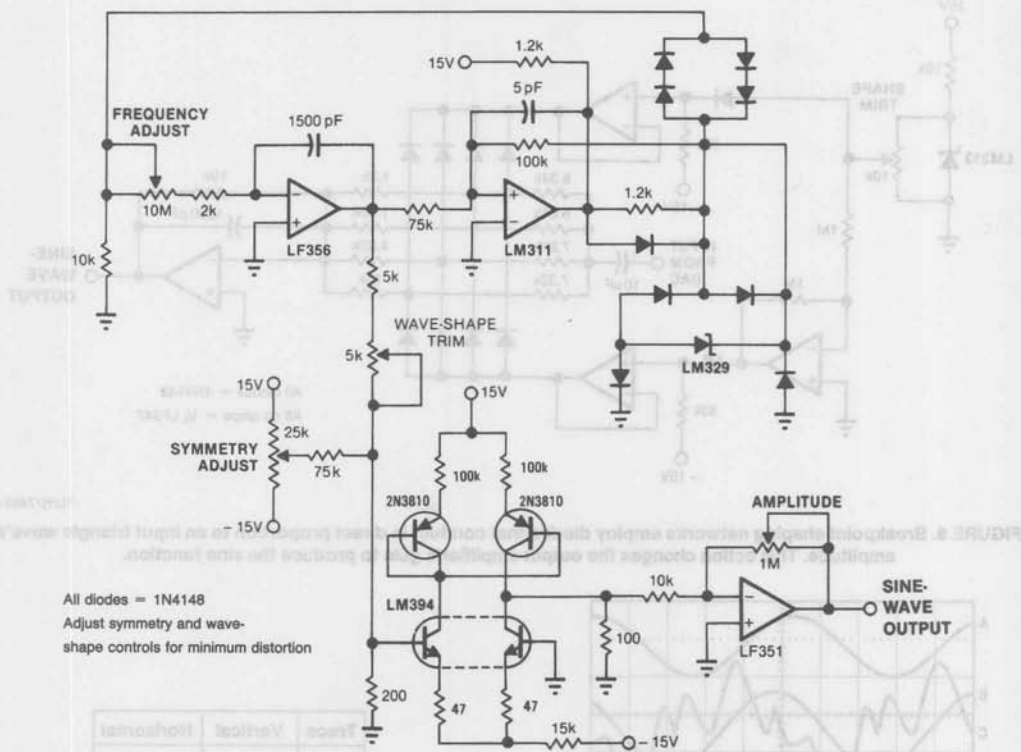 15V
1.2k
5 pF
FREQUENCY
ADJUST
1500 pF
100k
10M
2k
1.2k
75k
LF356
LM311
10k
5k
WAVE-SHAPE
TRIM
5k
LM329
15V
15V
25k
SYMMETRY
ADJUST
75k
100k
100k
- 15V
2N3810
2N3810
AMPLITUDE
1M
All diodes = 1N4148
Adjust symmetry and wave-
shape controls for minimum distortion
LM394
10k
SINE-
WAVE
OUTPUT
100
LF351
200
47
47
15k
- 15V